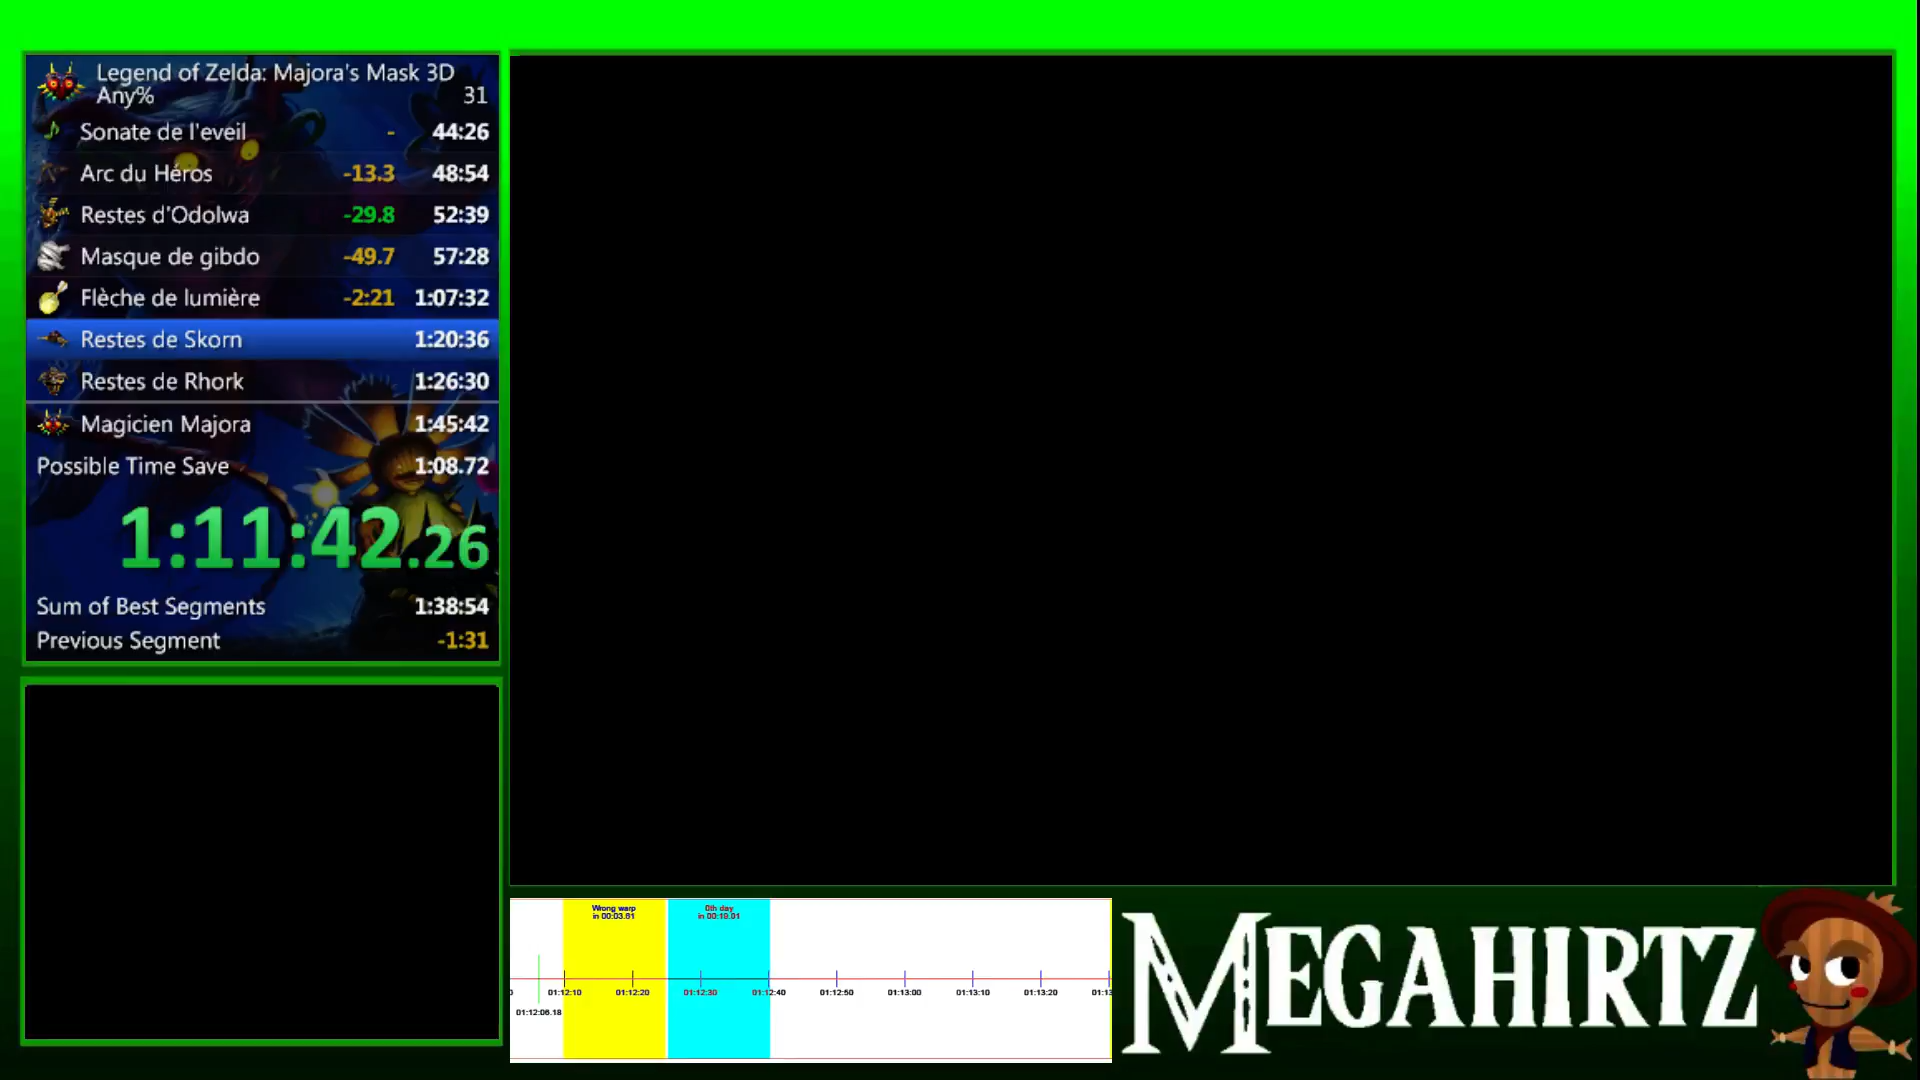 Legend of Zelda: Majora's Mask 3D
Any% 31
Sonate de l'eveil - 44:26
Arc du Héros -13.3 48:54
Restes d'Odolwa -29.8 52:39
Masque de gibdo -49.7 57:28
Flèche de lumière -2:21 1:07:32
Restes de Skorn 1:20:36
Restes de Rhork 1:26:30
Magicien Majora 1:45:42
Possible Time Save 1:08.72
1:11:42.26
Sum of Best Segments 1:38:54
Previous Segment -1:31
Wrong warp
in 00:03.81
0th day
in 00:19.01
01:12:10 01:12:20 01:12:30 01:12:40 01:12:50 01:13:00 01:13:10 01:13:20
01:12:06.18
MEGAHIRTZ